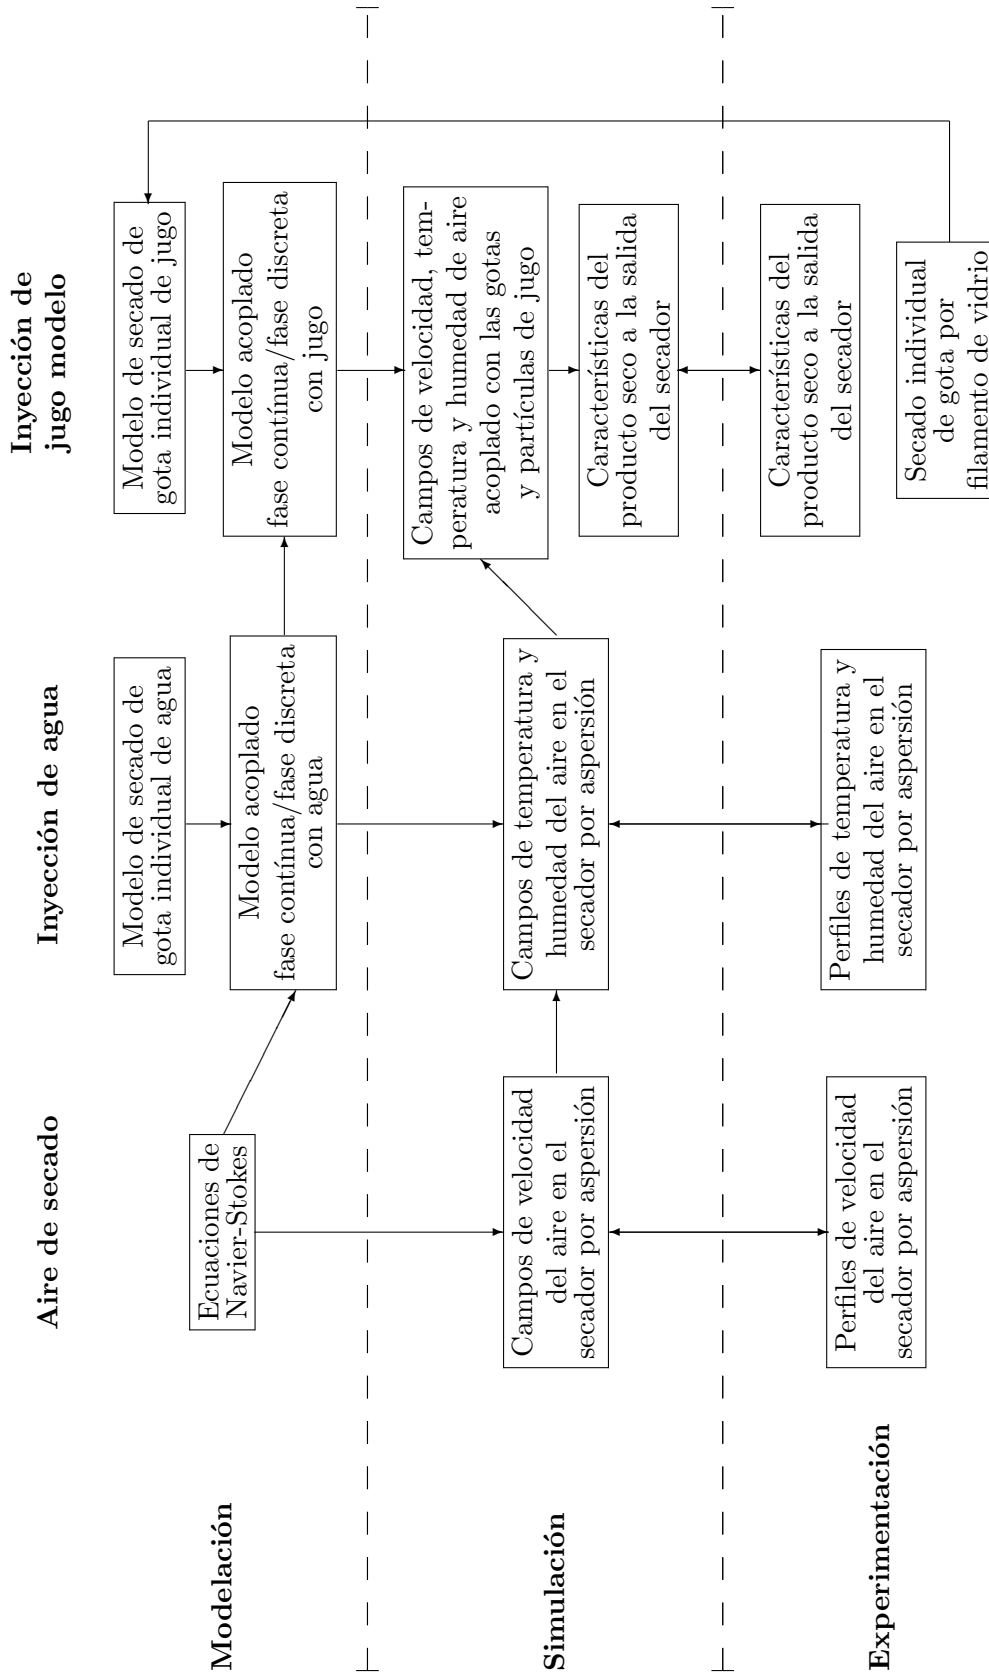 Aire de secado
Inyección de agua
Inyección de
jugo modelo
Modelación
Ecuaciones de
Navier-Stokes
Modelo de secado de
gota individual de agua
Modelo acoplado
fase contínua/fase discreta
con agua
Modelo de secado de
gota individual de jugo
Modelo acoplado
fase contínua/fase discreta
con jugo
Simulación
Campos de velocidad
del aire en el
secador por aspersión
Campos de temperatura y
humedad del aire en el
secador por aspersión
Campos de velocidad, tem-
peratura y humedad de aire
acoplado con las gotas
y partículas de jugo
Características del
producto seco a la salida
del secador
Experimentación
Perfiles de velocidad
del aire en el
secador por aspersión
Perfiles de temperatura y
humedad del aire en el
secador por aspersión
Características del
producto seco a la salida
del secador
Secado individual
de gota por
filamento de vidrio